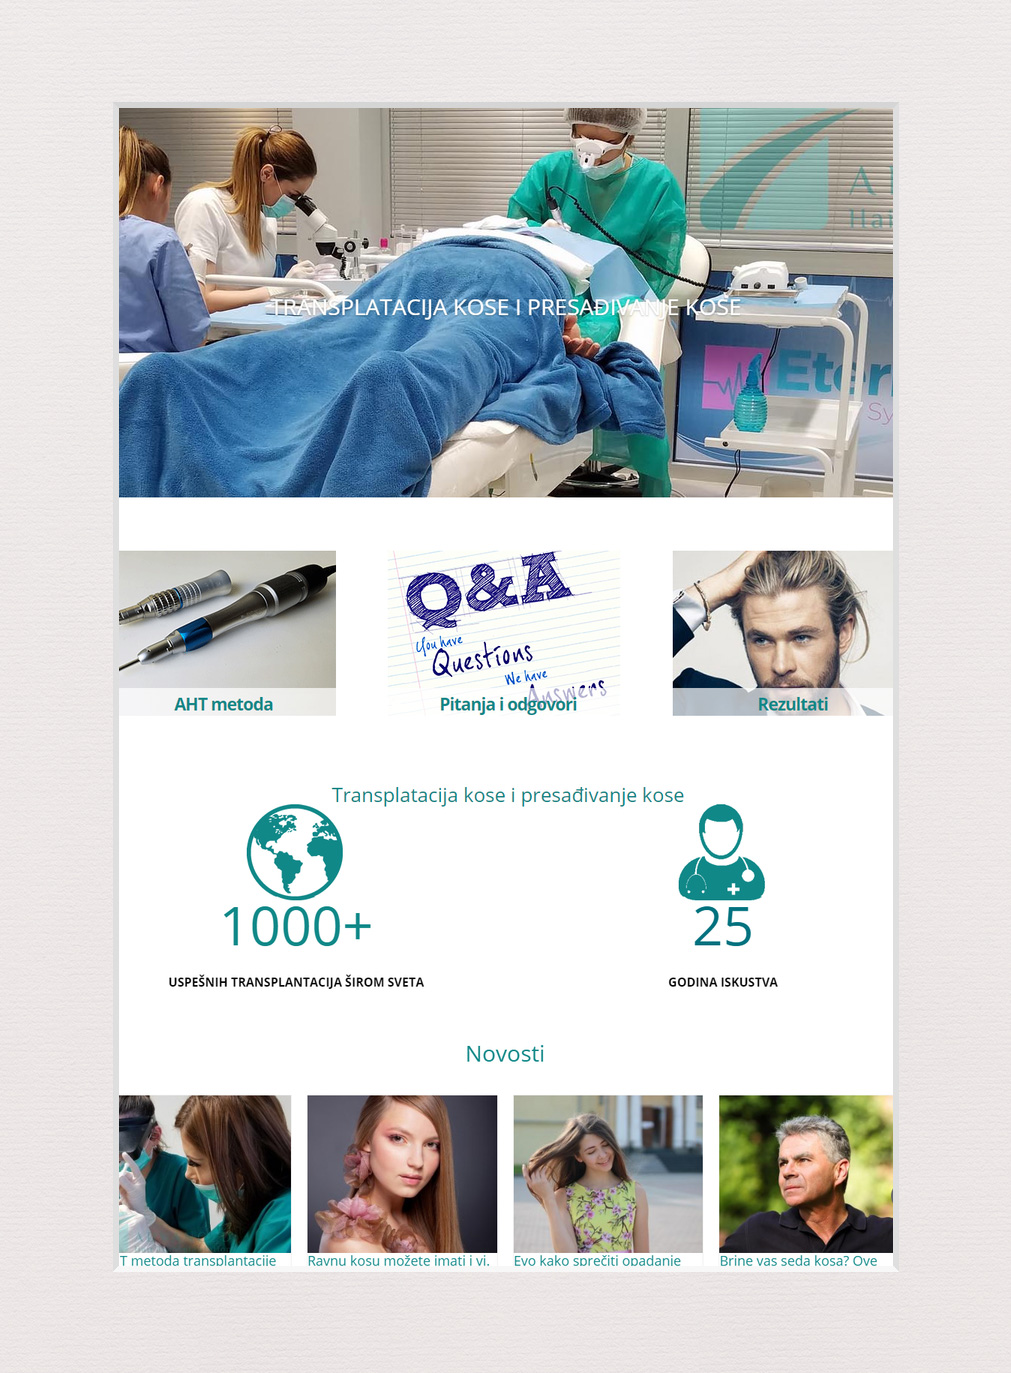 TRANSPLATACIJA KOSE I PRESAĐIVANJE KOSE
Q&A
You have
Questions
We have
Answers
AHT metoda
Pitanja i odgovori
Rezultati
Transplatacija kose i presađivanje kose
1000+
25
USPEŠNIH TRANSPLANTACIJA ŠIROM SVETA
GODINA ISKUSTVA
Novosti
T metoda transplantacije
Ravnu kosu možete imati i vi.
Evo kako sprečiti opadanje
Brine vas seda kosa? Ove